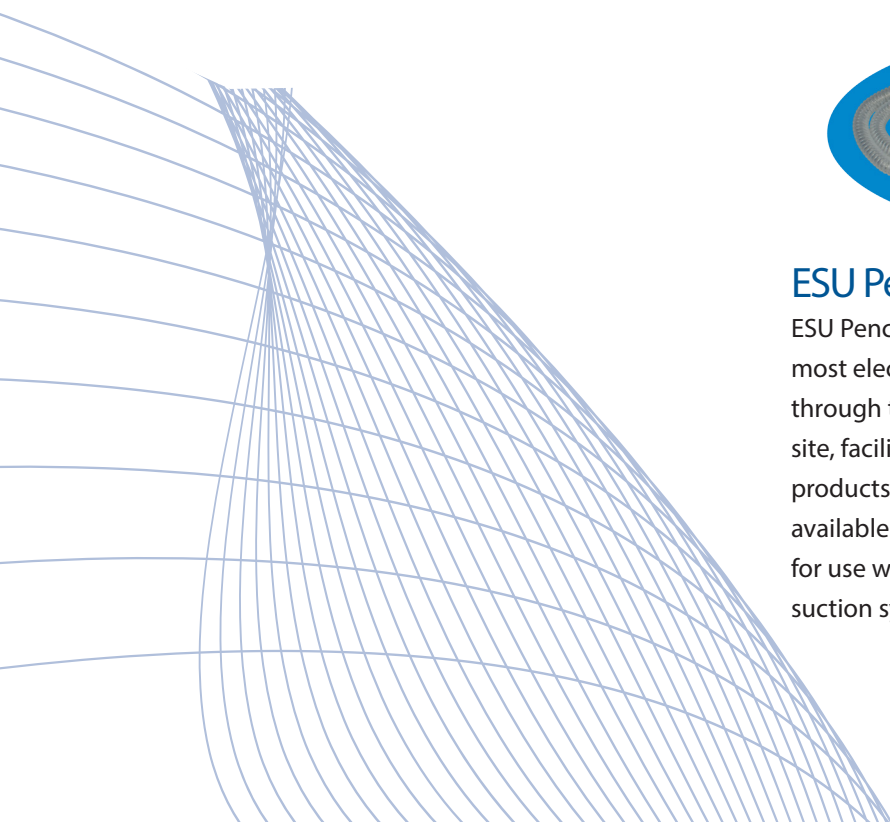 ESU Pe
ESU Penc
most elec
through
site, facili
products
available
for use w
suction s